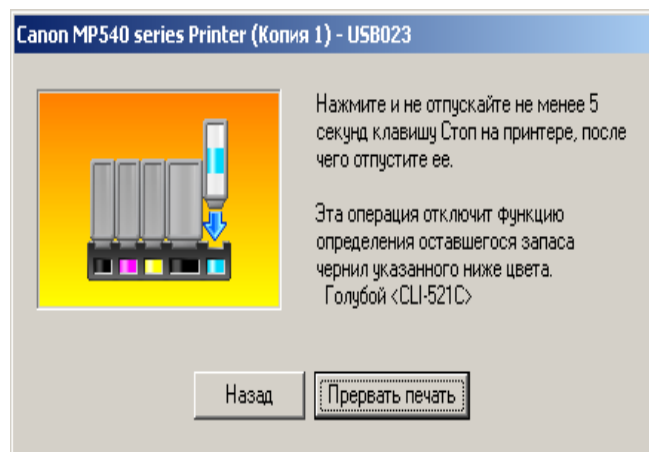 Canon MP540 series Printer (Копия 1) - USB023
Нажмите и не отпускайте не менее 5
секунд клавишу Стоп на принтере, после
чего отпустите ее.
Эта операция отключит функцию
определения оставшегося запаса
чернил указанного ниже цвета.
Голубой <CLI-521C>
Назад
Прервать печать